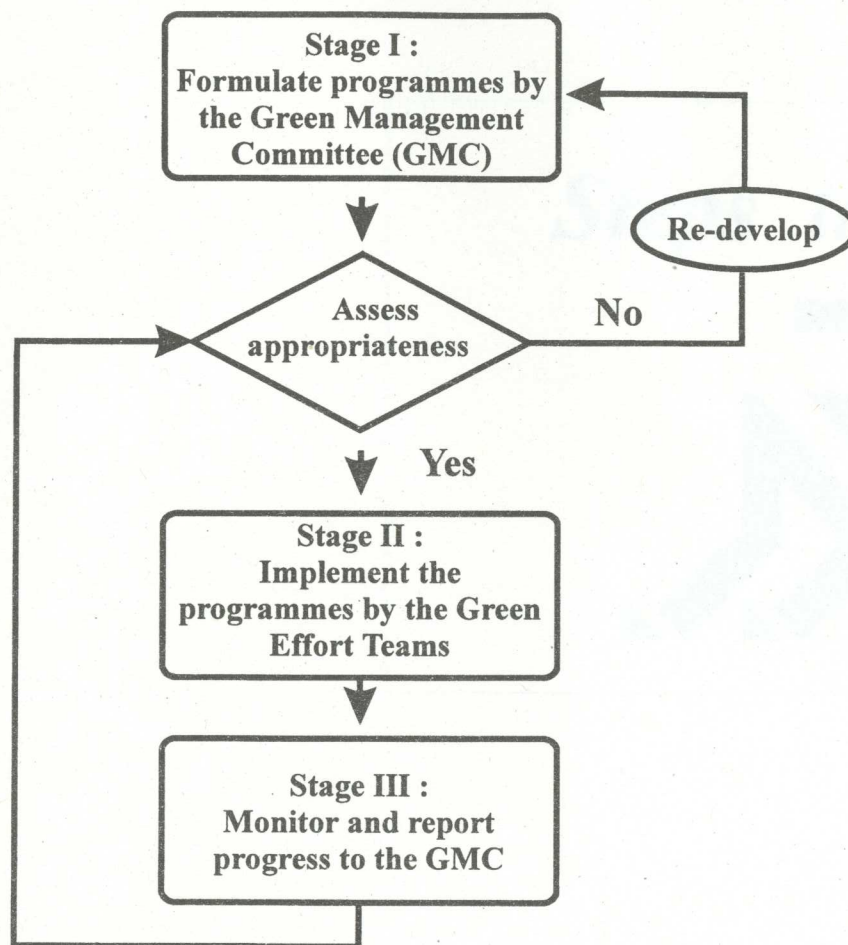 Stage I :
Formulate programmes by
the Green Management
Committee (GMC)
Re-develop
Assess
appropriateness
No
Yes
Stage II :
Implement the
programmes by the Green
Effort Teams
Stage III :
Monitor and report
progress to the GMC